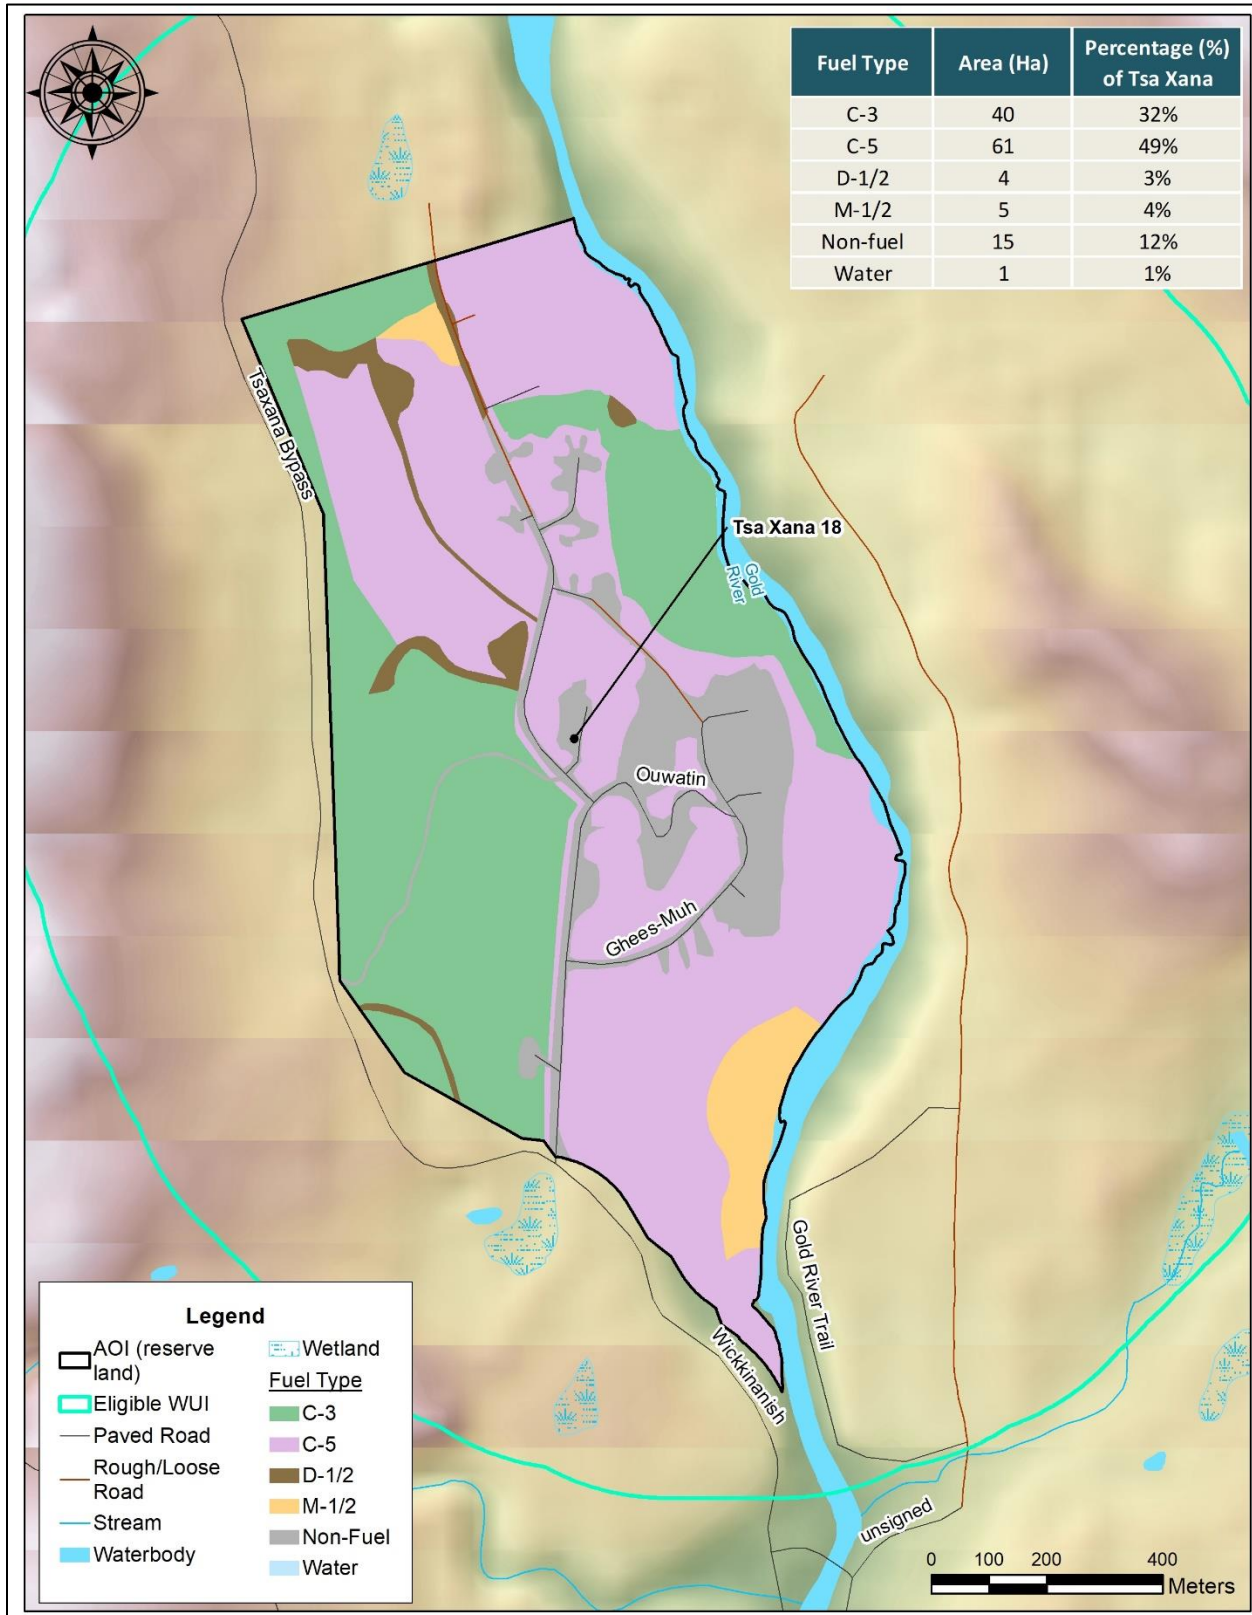 Fuel Type Area (Ha) Percentage (%)
of Tsa Xana
C-3 40 32%
C-5 61 49%
D-1/2 4 3%
M-1/2 5 4%
Non-fuel 15 12%
Water 1 1%
Tsaxana Bypass
Tsa Xana 18
Gold
River
Ouwatin
Ghees-Muh
Gold River Trail
Wickkinanish
unsigned
Legend
AOI (reserve
land)
Eligible WUI
Paved Road
Rough/Loose
Road
Stream
Waterbody
Wetland
Fuel Type
C-3
C-5
D-1/2
M-1/2
Non-Fuel
Water
0 100 200 400
Meters